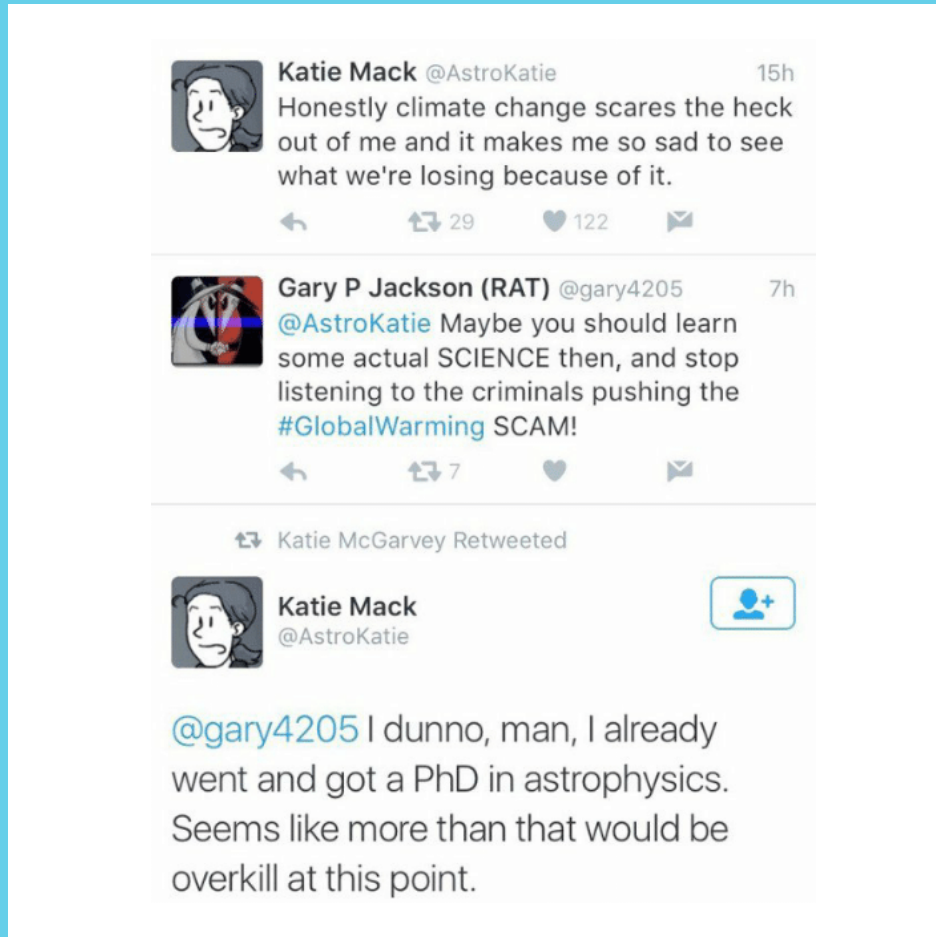 Katie Mack @AstroKatie 15h
Honestly climate change scares the heck
out of me and it makes me so sad to see
what we're losing because of it.
29 122
Gary P Jackson (RAT) @gary4205 7h
@AstroKatie Maybe you should learn
some actual SCIENCE then, and stop
listening to the criminals pushing the
#GlobalWarming SCAM!
7
Katie McGarvey Retweeted
Katie Mack
@AstroKatie
@gary4205 I dunno, man, I already
went and got a PhD in astrophysics.
Seems like more than that would be
overkill at this point.